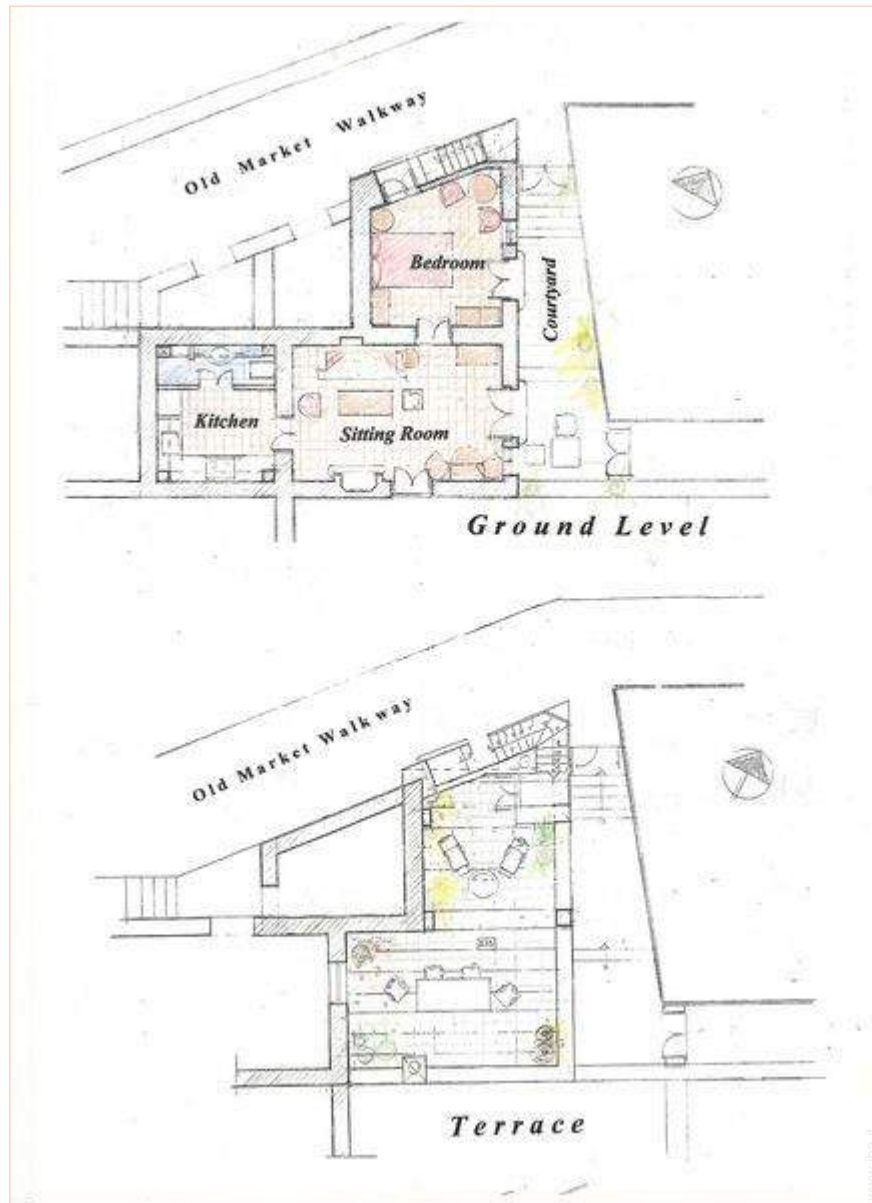 Old Market Walkway
Bedroom
Courtyard
Kitchen
Sitting Room
Ground Level
Old Market Walkway
Terrace